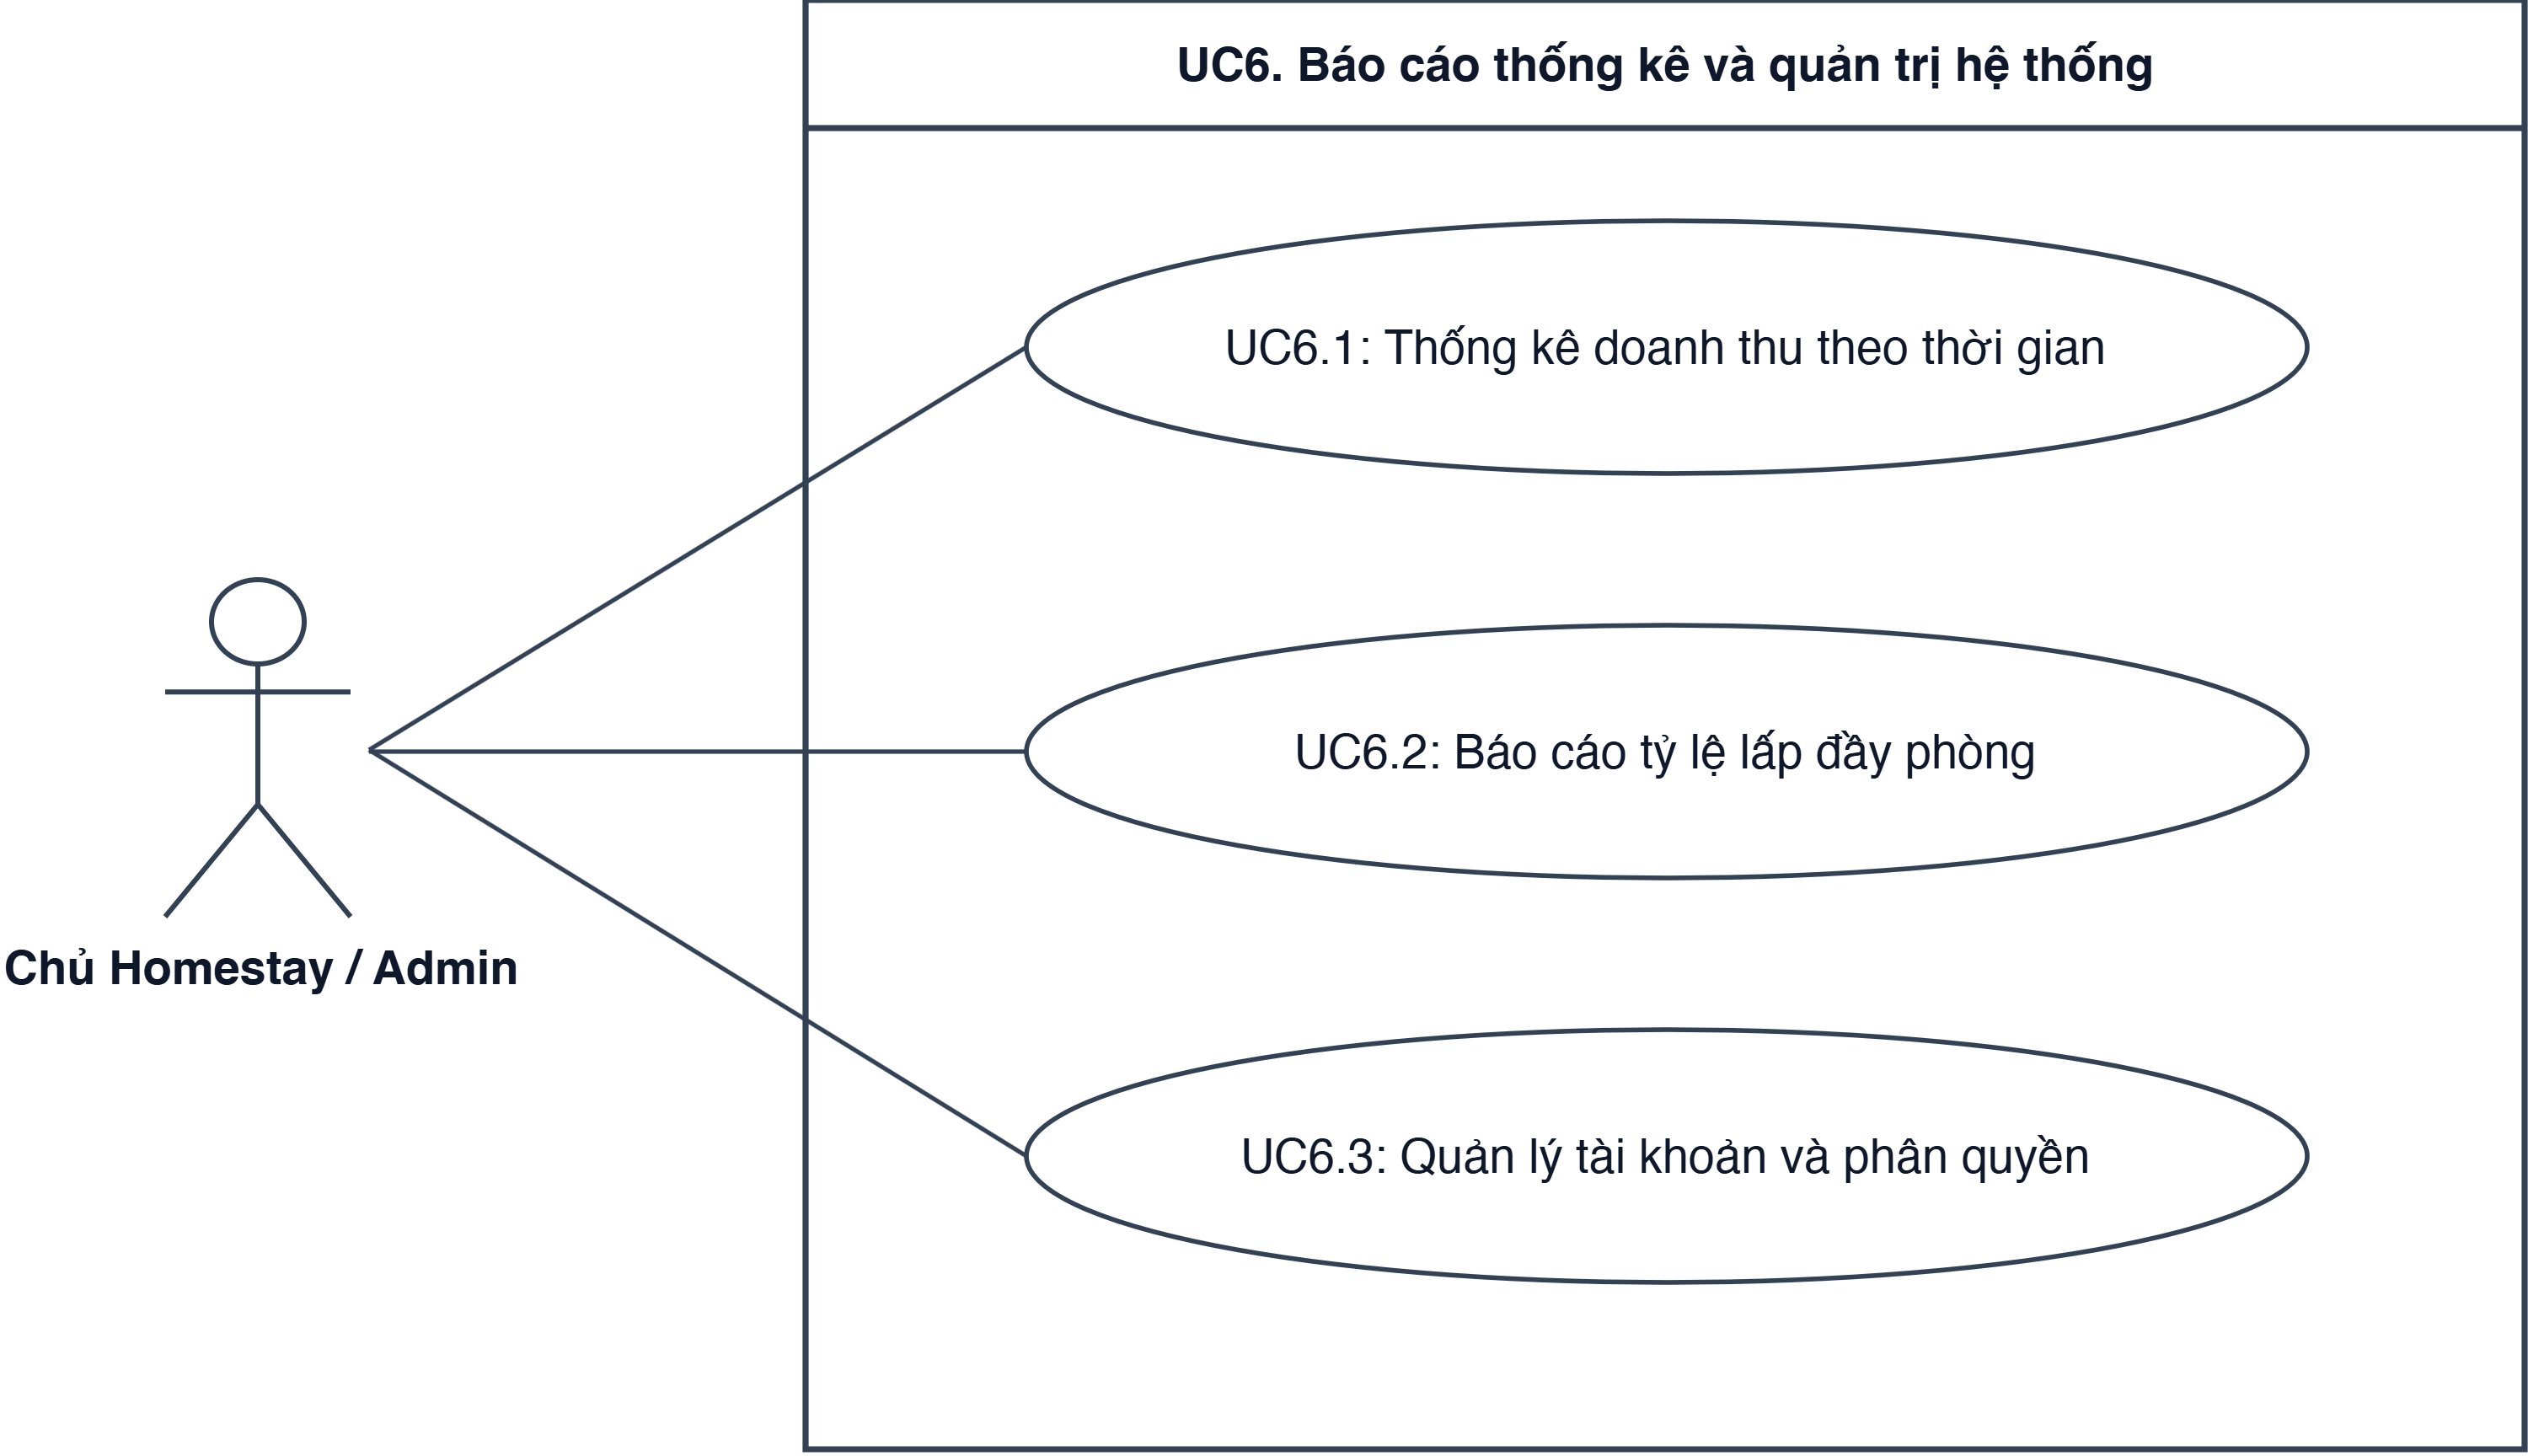 UC6. Báo cáo thống kê và quản trị hệ thống
UC6.1: Thống kê doanh thu theo thời gian
UC6.2: Báo cáo tỷ lệ lấp đầy phòng
Chủ Homestay / Admin
UC6.3: Quản lý tài khoản và phân quyền